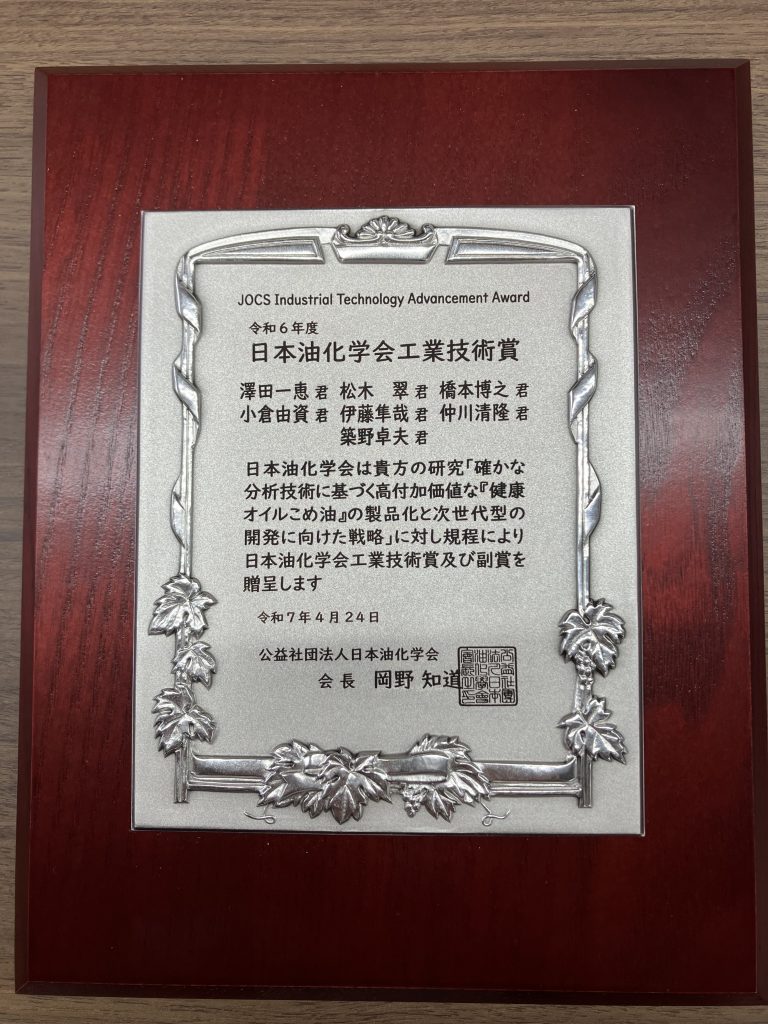 JOCS Industrial Technology Advancement Award
令和6年度
日本油化学会工業技術賞
澤田一恵君 松木 翠君 橋本博之君
小倉由資君 伊藤隼哉君 仲川清隆君
築野卓夫君
日本油化学会は貴方の研究「確かな
分析技術に基づく高付加価値な『健康
オイルこめ油』の製品化と次世代型の
開発に向けた戦略」に対し規程により
日本油化学会工業技術賞及び副賞を
贈呈します
令和7年4月24日
公益社団法人日本油化学会
会長 岡野 知道